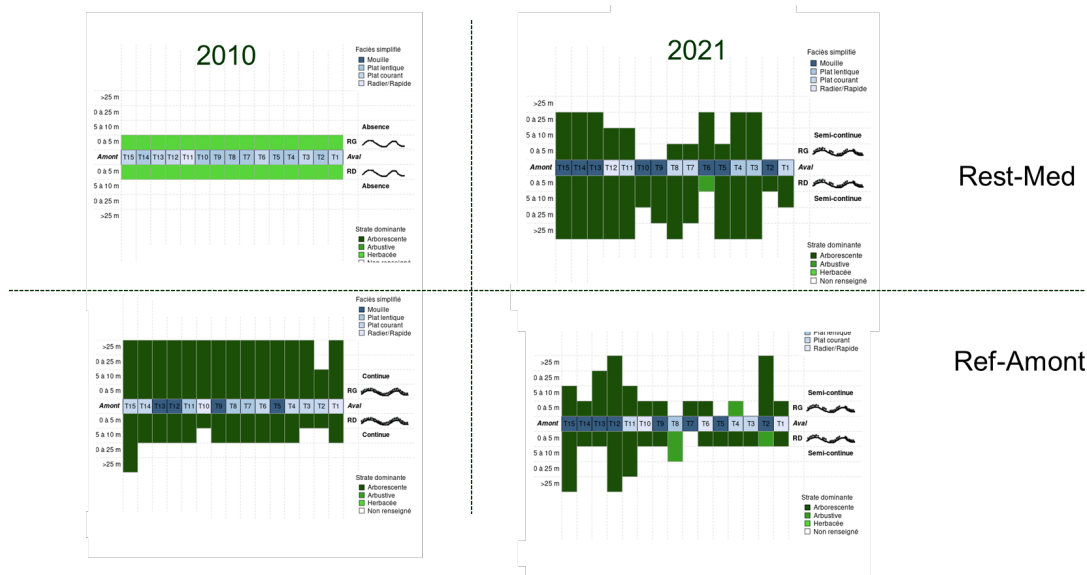 2010
Faciès simplifié
Mouille
Plat lentique
Plat courant
Radier/Rapide
>25 m
0 à 25 m
5 à 10 m
0 à 5 m
Absence
RG
Amont T15 T14 T13 T12 T11 T10 T9 T8 T7 T6 T5 T4 T3 T2 T1 Aval
0 à 5 m
5 à 10 m
0 à 25 m
>25 m
RD
Absence
Strate dominante
Arborescente
Arbustive
Herbacée
Non renseigné
2021
Faciès simplifié
Mouille
Plat lentique
Plat courant
Radier/Rapide
>25 m
0 à 25 m
5 à 10 m
0 à 5 m
Semi-continue
RG
Amont T15 T14 T13 T12 T11 T10 T9 T8 T7 T6 T5 T4 T3 T2 T1 Aval
0 à 5 m
5 à 10 m
0 à 25 m
>25 m
RD
Semi-continue
Strate dominante
Arborescente
Arbustive
Herbacée
Non renseigné
Rest-Med
Faciès simplifié
Mouille
Plat lentique
Plat courant
Radier/Rapide
>25 m
0 à 25 m
5 à 10 m
0 à 5 m
Continue
RG
Amont T15 T14 T13 T12 T11 T10 T9 T8 T7 T6 T5 T4 T3 T2 T1 Aval
0 à 5 m
5 à 10 m
0 à 25 m
>25 m
RD
Continue
Strate dominante
Arborescente
Arbustive
Herbacée
Non renseigné
Plat lentique
Plat courant
Radier/Rapide
>25 m
0 à 25 m
5 à 10 m
0 à 5 m
Semi-continue
RG
Amont T15 T14 T13 T12 T11 T10 T9 T8 T7 T6 T5 T4 T3 T2 T1 Aval
0 à 5 m
5 à 10 m
0 à 25 m
>25 m
RD
Semi-continue
Strate dominante
Arborescente
Arbustive
Herbacée
Non renseigné
Ref-Amont